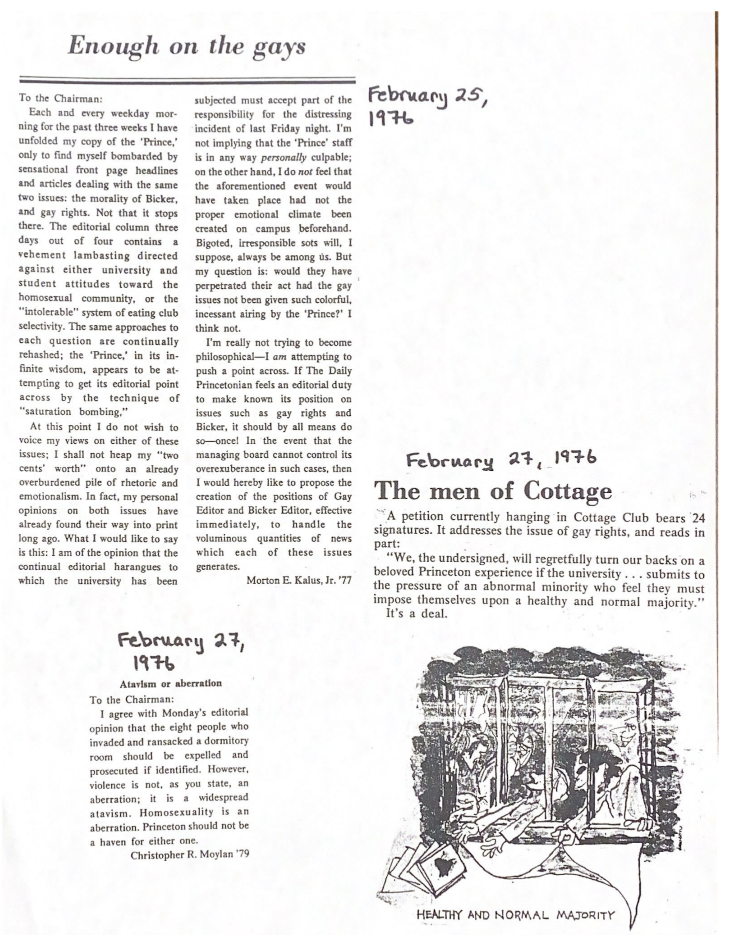 Enough on the gays
To the Chairman:
Each and every weekday mor-
ning for the past three weeks I have
unfolded my copy of the 'Prince,'
only to find myself bombarded by
sensational front page headlines
and articles dealing with the same
two issues: the morality of Bicker,
and gay rights. Not that it stops
there. The editorial column three
days out of four contains a
vehement lambasting directed
against either university and
student attitudes toward the
homosexual community, or the
"intolerable" system of eating club
selectivity. The same approaches to
each question are continually
rehashed; the 'Prince,' in its in-
finite wisdom, appears to be at-
tempting to get its editorial point
across by the technique of
"saturation bombing,"
At this point I do not wish to
voice my views on either of these
issues; I shall not heap my "two
cents' worth" onto an already
overburdened pile of rhetoric and
emotionalism. In fact, my personal
opinions on both issues have
already found their way into print
long ago. What I would like to say
is this: I am of the opinion that the
continual editorial harangues to
which the university has been
subjected must accept part of the
responsibility for the distressing
incident of last Friday night. I'm
not implying that the 'Prince' staff
is in any way personally culpable;
on the other hand, I do not feel that
the aforementioned event would
have taken place had not the
proper emotional climate been
created on campus beforehand.
Bigoted, irresponsible sots will, I
suppose, always be among us. But
my question is: would they have
perpetrated their act had the gay
issues not been given such colorful,
incessant airing by the 'Prince?' I
think not.
I'm really not trying to become
philosophical—I am attempting to
push a point across. If The Daily
Princetonian feels an editorial duty
to make known its position on
issues such as gay rights and
Bicker, it should by all means do
so—once! In the event that the
managing board cannot control its
overexuberance in such cases, then
I would hereby like to propose the
creation of the positions of Gay
Editor and Bicker Editor, effective
immediately, to handle the
voluminous quantities of news
which each of these issues
generates.
Morton E. Kalus, Jr. '77
February 25,
1976
February 27,
1976
Atavism or aberration
To the Chairman:
I agree with Monday's editorial
opinion that the eight people who
invaded and ransacked a dormitory
room should be expelled and
prosecuted if identified. However,
violence is not, as you state, an
aberration; it is a widespread
atavism. Homosexuality is an
aberration. Princeton should not be
a haven for either one.
Christopher R. Moylan '79
February 27, 1976
The men of Cottage
A petition currently hanging in Cottage Club bears 24
signatures. It addresses the issue of gay rights, and reads in
part:
"We, the undersigned, will regretfully turn our backs on a
beloved Princeton experience if the university . . . submits to
the pressure of an abnormal minority who feel they must
impose themselves upon a healthy and normal majority."
It's a deal.
HEALTHY AND NORMAL MAJORITY